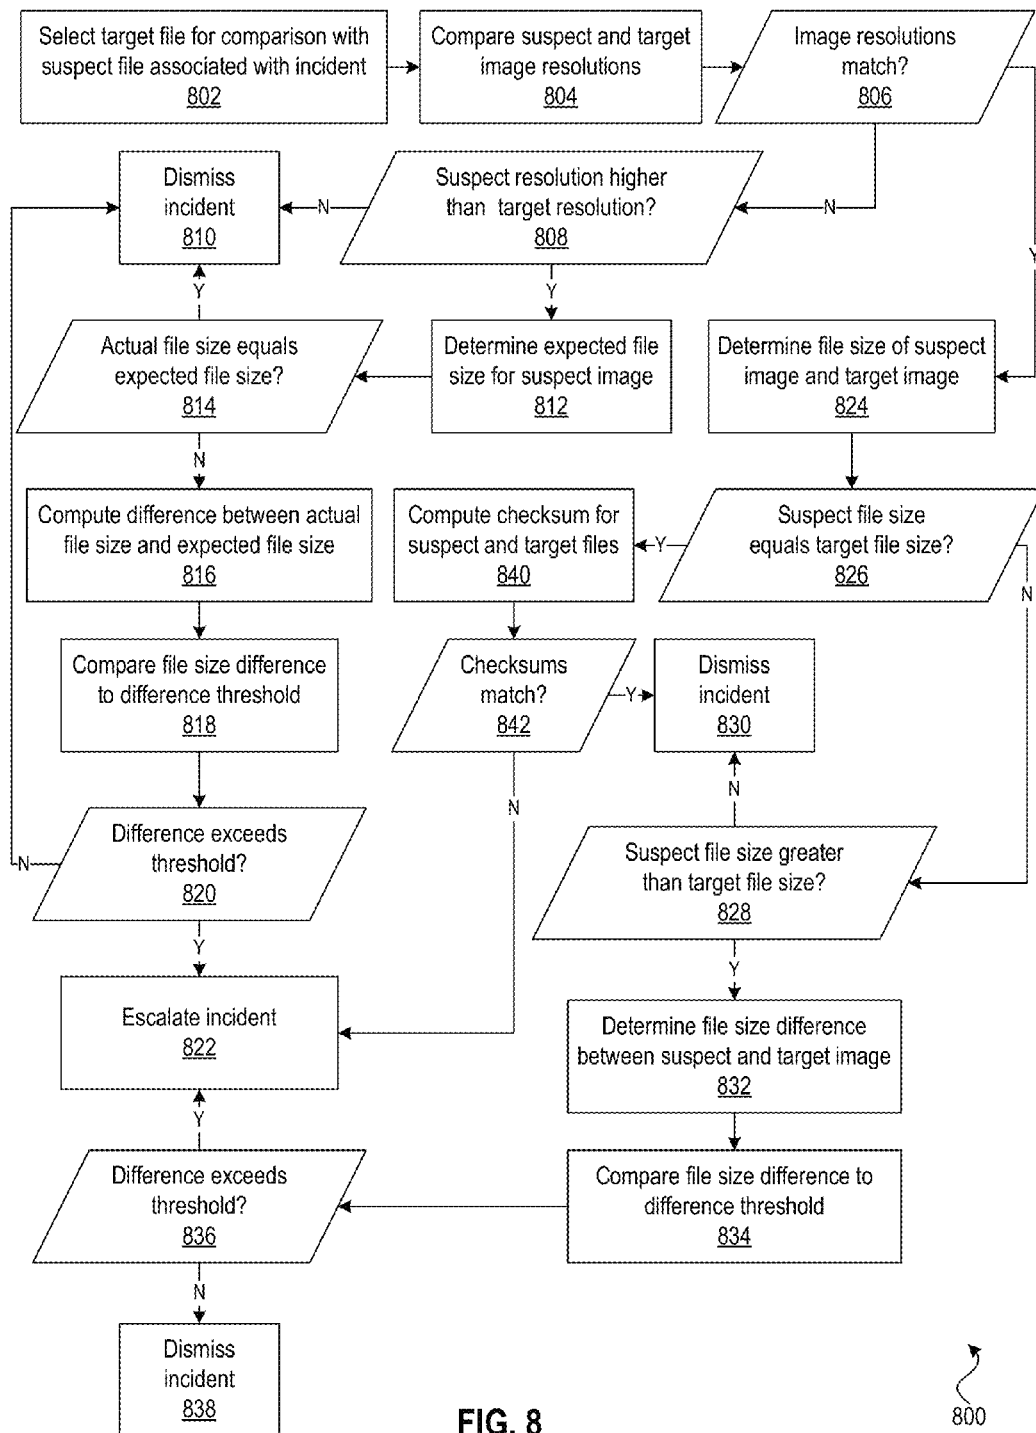 Select target file for comparison with
suspect file associated with incident
802
Compare suspect and target
image resolutions
804
Image resolutions
match?
806
Dismiss
incident
810
N
Suspect resolution higher
than target resolution?
808
N
Y
Y
Y
Actual file size equals
expected file size?
814
Determine expected file
size for suspect image
812
Determine file size of suspect
image and target image
824
N
Compute difference between actual
file size and expected file size
816
Compute checksum for
suspect and target files
840
Y
Suspect file size
equals target file size?
826
N
Compare file size difference
to difference threshold
818
Checksums
match?
842
Y
Dismiss
incident
830
N
N
N
Difference exceeds
threshold?
820
Suspect file size greater
than target file size?
828
Y
Y
Escalate incident
822
Determine file size difference
between suspect and target image
832
Y
Difference exceeds
threshold?
836
Compare file size difference to
difference threshold
834
N
Dismiss
incident
838
FIG. 8
800